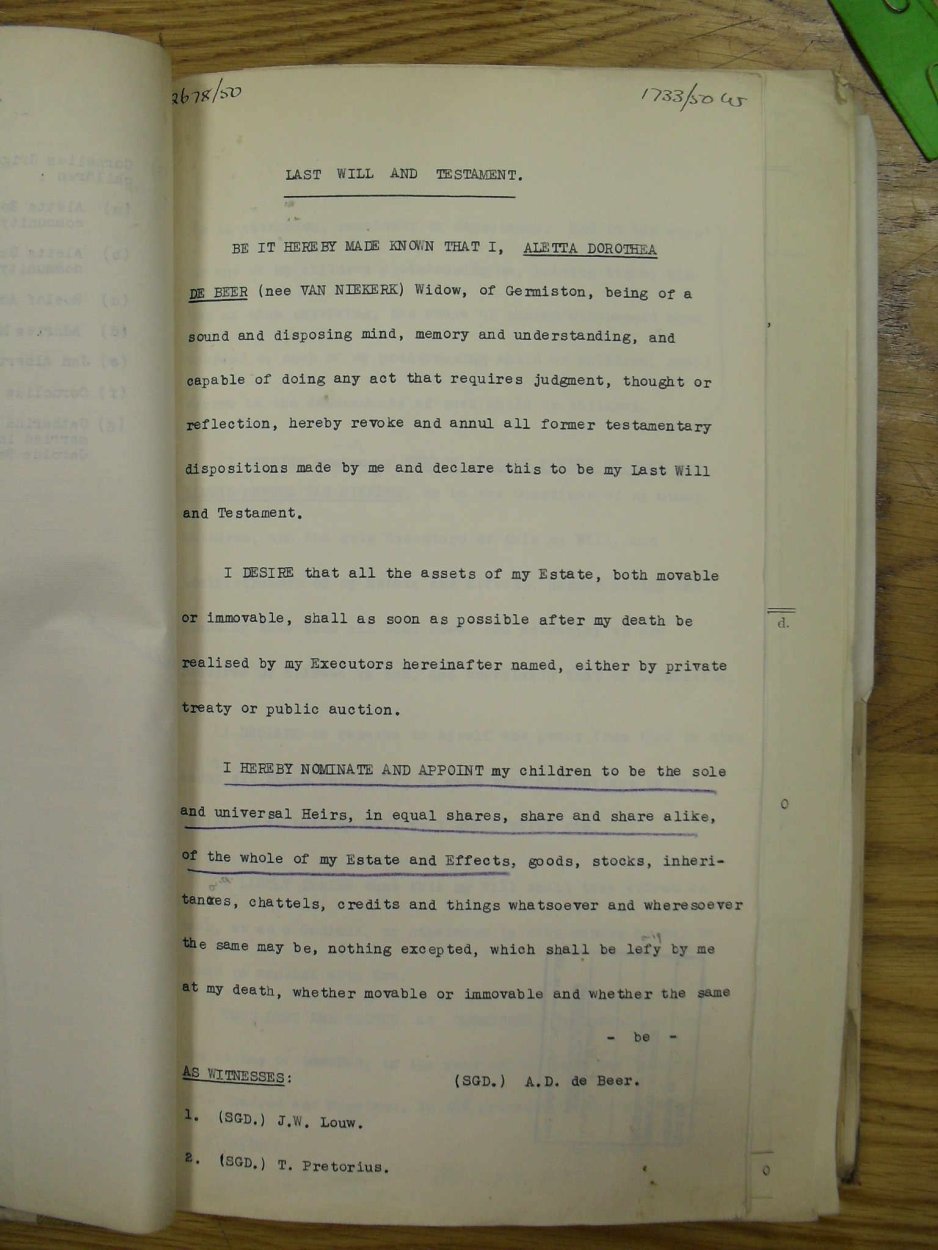 2678/50
1733/50
LAST WILL AND TESTAMENT.
BE IT HEREBY MADE KNOWN THAT I, ALETTA DOROTHEA
DE BEER (nee VAN NIEKERK) Widow, of Germiston, being of a
sound and disposing mind, memory and understanding, and
capable of doing any act that requires judgment, thought or
reflection, hereby revoke and annul all former testamentary
dispositions made by me and declare this to be my Last Will
and Testament.
I DESIRE that all the assets of my Estate, both movable
or immovable, shall as soon as possible after my death be
realised by my Executors hereinafter named, either by private
treaty or public auction.
I HEREBY NOMINATE AND APPOINT my children to be the sole
and universal Heirs, in equal shares, share and share alike,
of the whole of my Estate and Effects, goods, stocks, inheri-
tances, chattels, credits and things whatsoever and wheresoever
the same may be, nothing excepted, which shall be lefy by me
at my death, whether movable or immovable and whether the same
- be -
AS WITNESSES:
(SGD.) A.D. de Beer.
1. (SGD.) J.W. Louw.
2. (SGD.) T. Pretorius.
d.